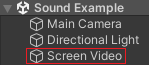 Sound Example
Main Camera
Directional Light
Screen Video